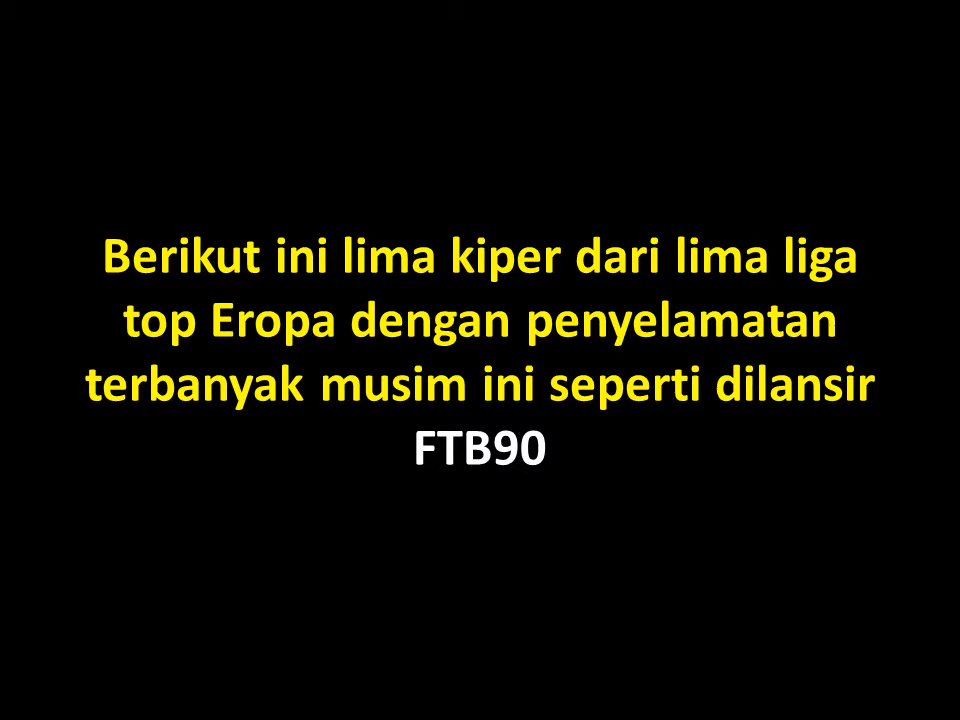 Berikut ini lima kiper dari lima liga
top Eropa dengan penyelamatan
terbanyak musim ini seperti dilansir
FTB90